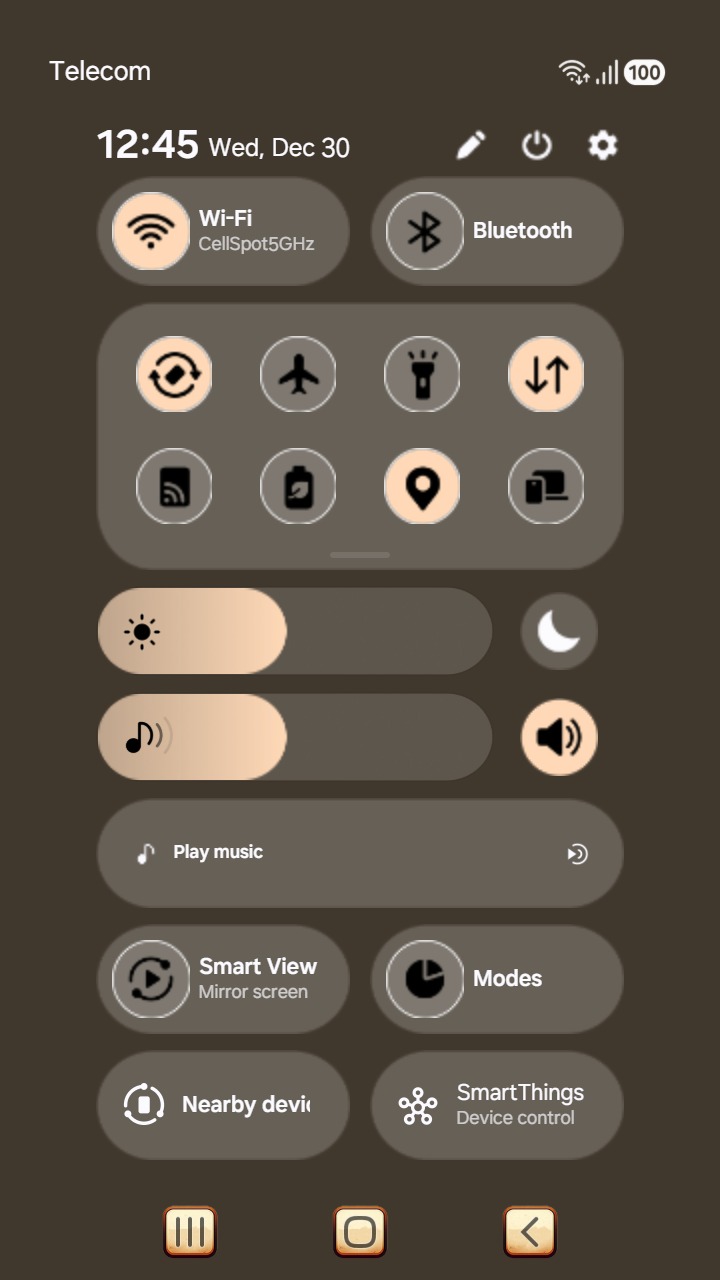 Telecom
100
12:45 Wed, Dec 30
Wi-Fi
CellSpot5GHz
Bluetooth
Play music
Smart View
Mirror screen
Modes
Nearby devi
SmartThings
Device control